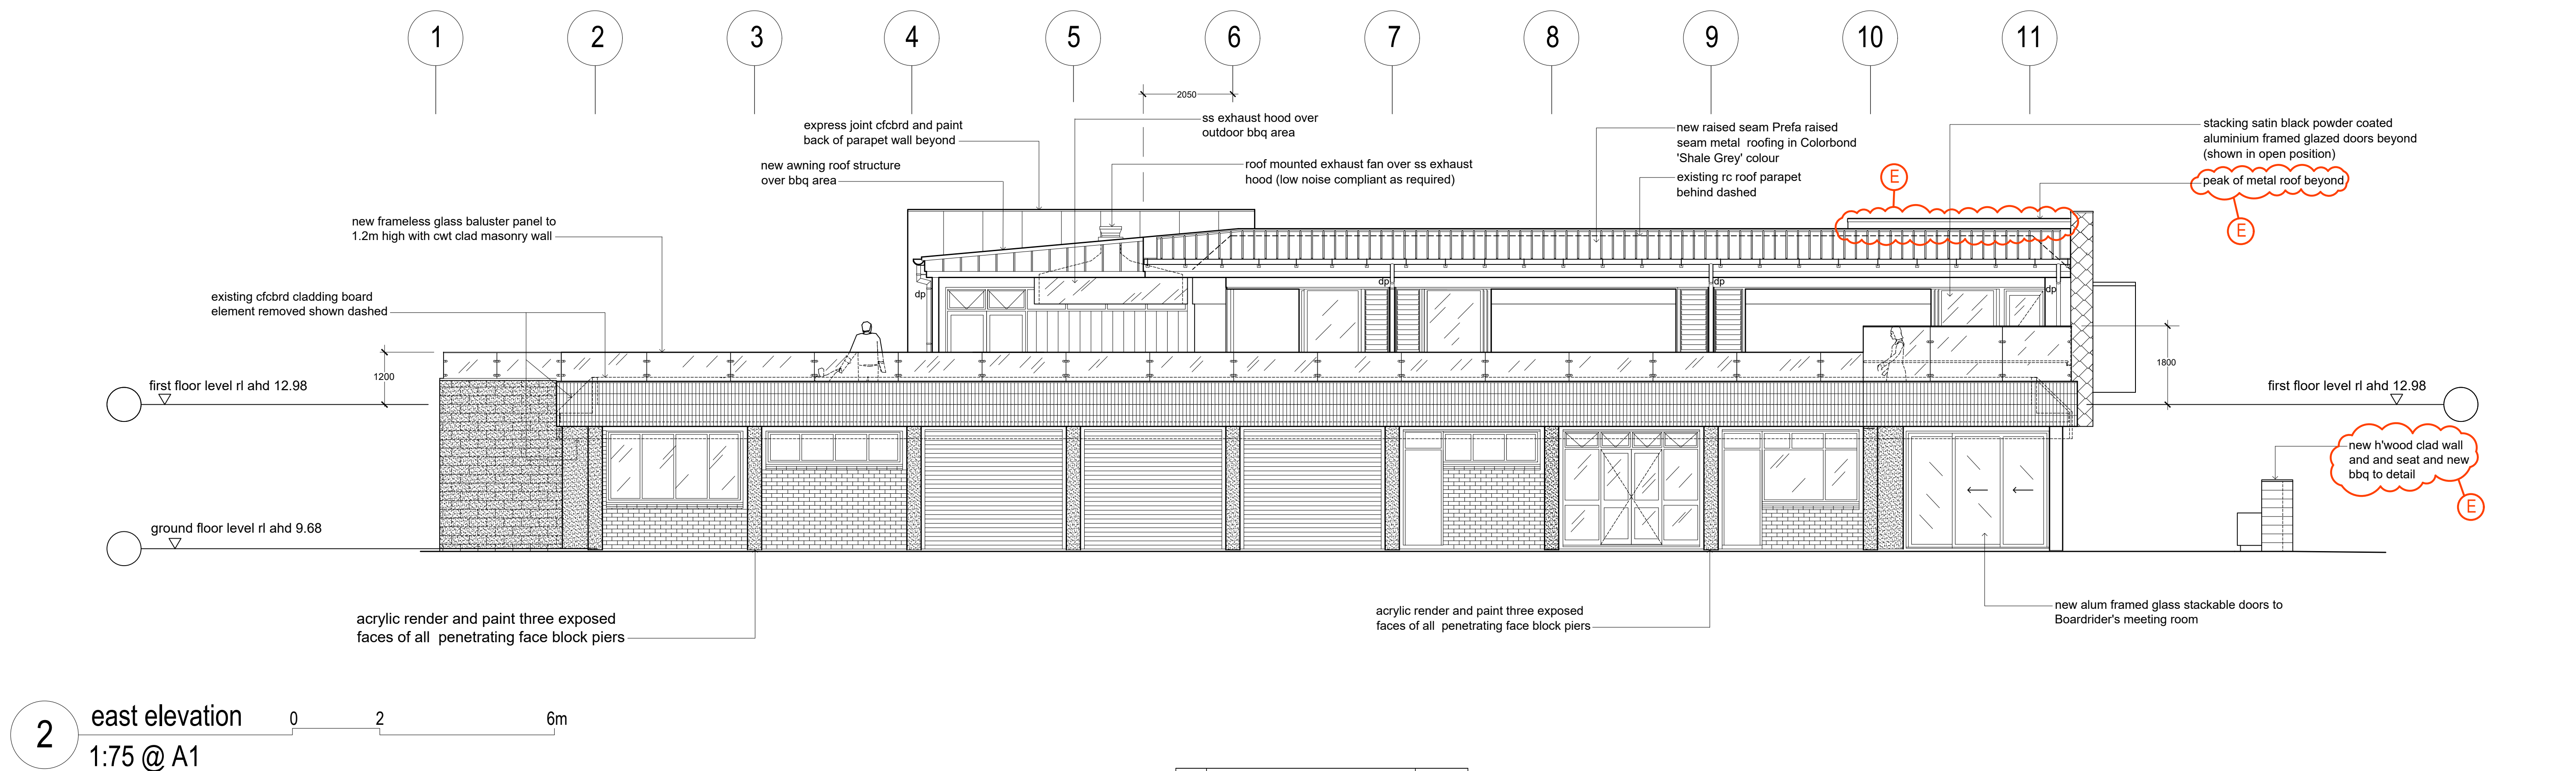 1 2 3 4 5 6 7 8 9 10 11
2050
express joint cfcbrd and paint
back of parapet wall beyond
ss exhaust hood over
outdoor bbq area
new awning roof structure
over bbq area
roof mounted exhaust fan over ss exhaust
hood (low noise compliant as required)
new raised seam Prefa raised
seam metal roofing in Colorbond
'Shale Grey' colour
existing rc roof parapet
behind dashed
stacking satin black powder coated
aluminium framed glazed doors beyond
(shown in open position)
E
peak of metal roof beyond
E
new frameless glass baluster panel to
1.2m high with cwt clad masonry wall
existing cfcbrd cladding board
element removed shown dashed
dp
dp
dp
dp
1200
1800
first floor level rl ahd 12.98
first floor level rl ahd 12.98
new h'wood clad wall
and and seat and new
bbq to detail
E
ground floor level rl ahd 9.68
acrylic render and paint three exposed
faces of all penetrating face block piers
acrylic render and paint three exposed
faces of all penetrating face block piers
new alum framed glass stackable doors to
Boardrider's meeting room
2
east elevation
0 2 6m
1:75 @ A1